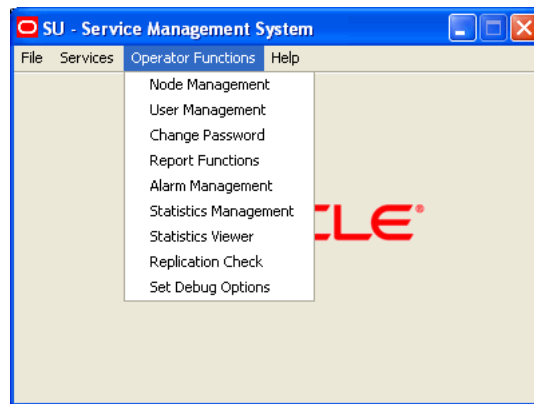 SU - Service Management System
File Services Operator Functions Help
Node Management
User Management
Change Password
Report Functions
Alarm Management
Statistics Management
Statistics Viewer
Replication Check
Set Debug Options
CLE®